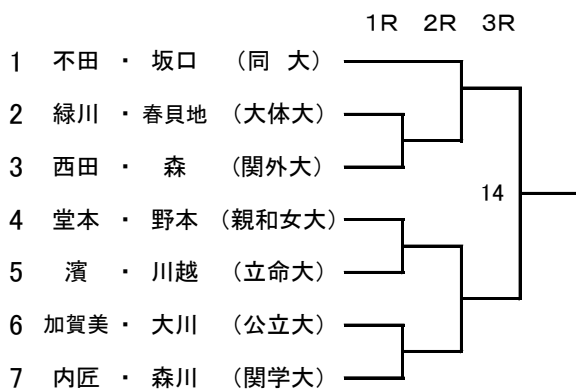 1R 2R 3R
1 不田 ・ 坂口 (同 大)
2 緑川 ・ 春貝地 (大体大)
3 西田 ・ 森 (関外大)
14
4 堂本 ・ 野本 (親和女大)
5 濱 ・ 川越 (立命大)
6 加賀美 ・ 大川 (公立大)
7 内匠 ・ 森川 (関学大)